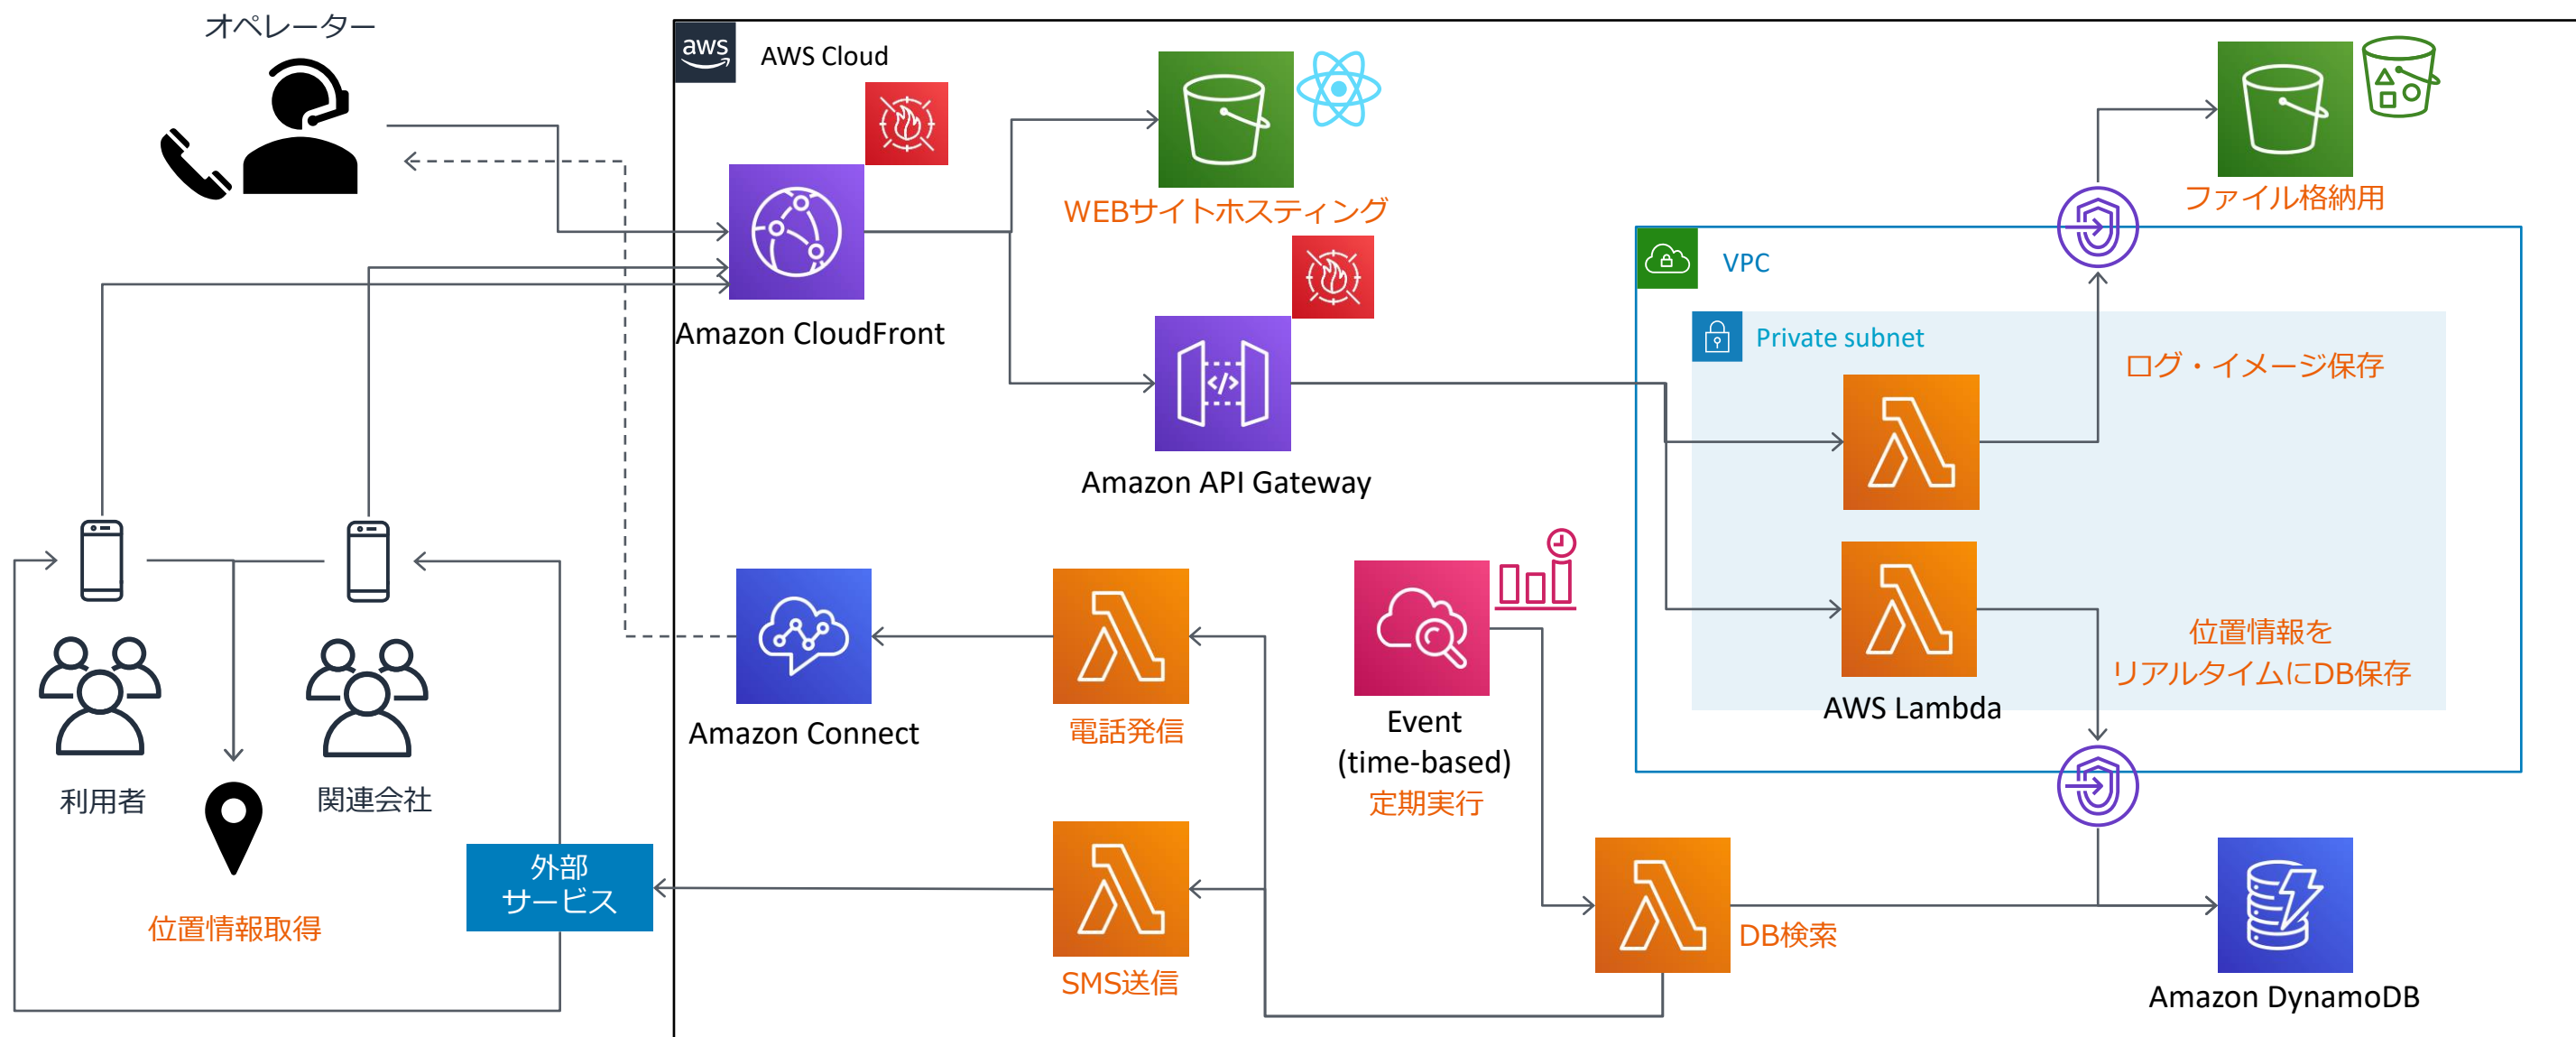 オペレーター
aws
AWS Cloud
WEBサイトホスティング
ファイル格納用
Amazon CloudFront
VPC
Private subnet
ログ・イメージ保存
</>
Amazon API Gateway
位置情報を
リアルタイムにDB保存
AWS Lambda
Amazon Connect
電話発信
Event
(time-based)
定期実行
利用者
関連会社
外部
サービス
位置情報取得
SMS送信
DB検索
Amazon DynamoDB